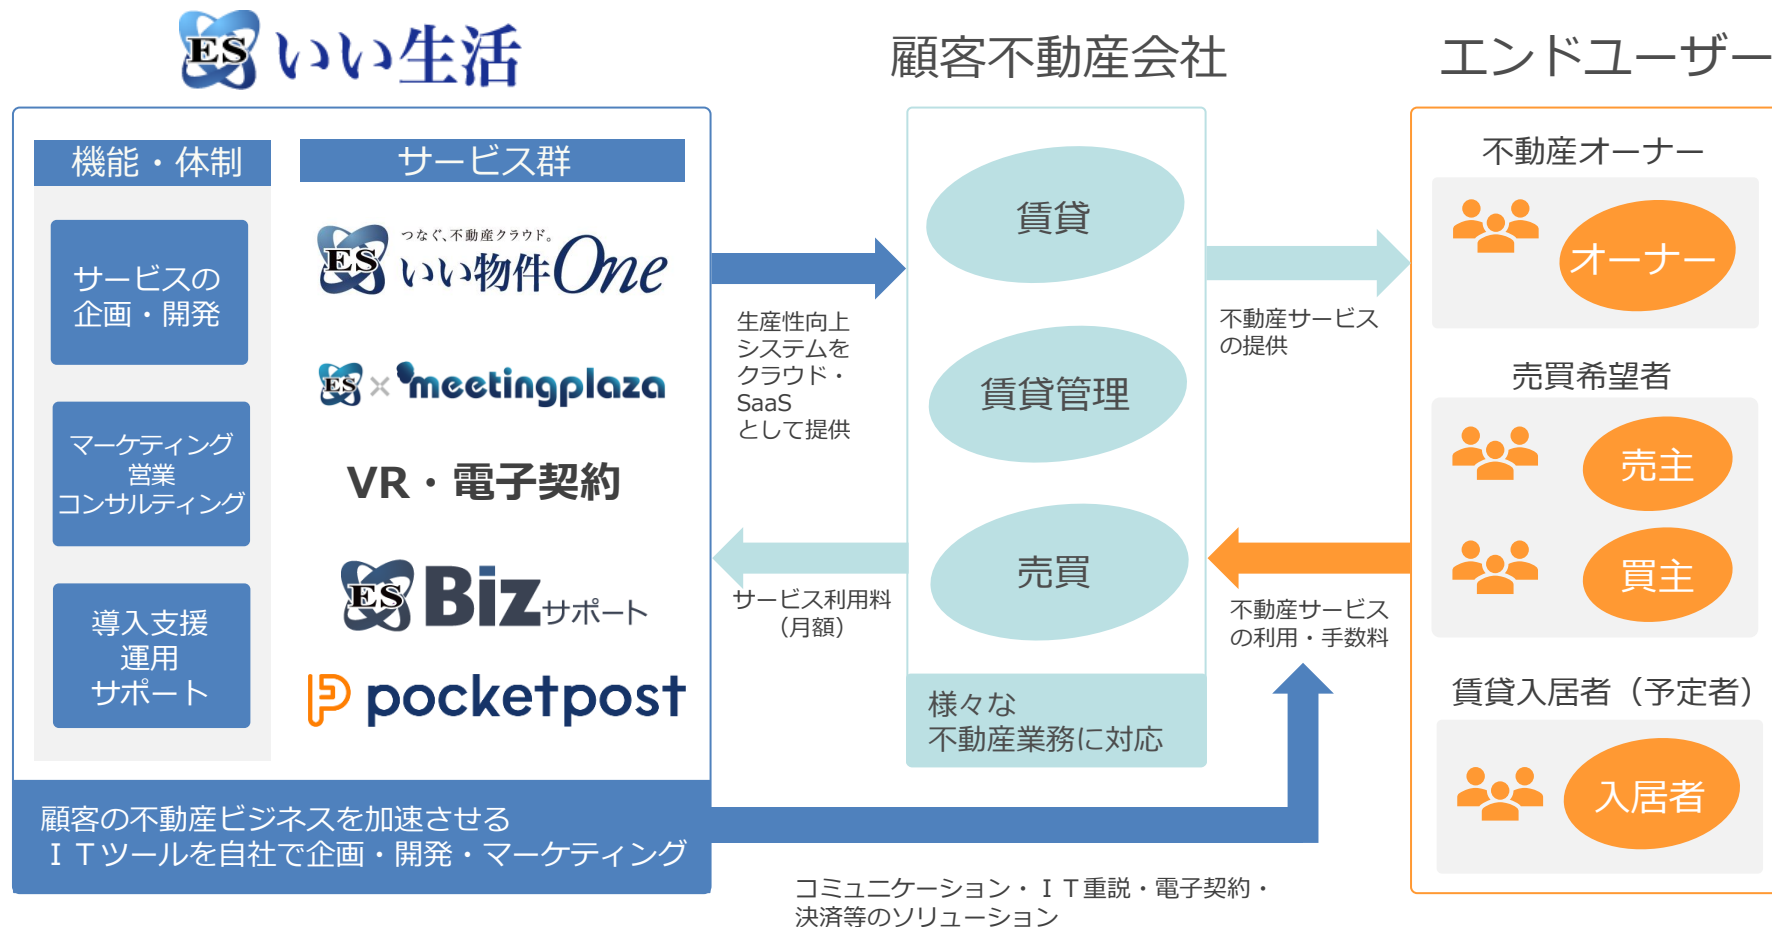 ES いい生活
顧客不動産会社
エンドユーザー
機能・体制
サービスの
企画・開発
マーケティング
営業
コンサルティング
導入支援
運用
サポート
サービス群
つなぐ、不動産クラウド。
ES いい物件One
ES × meetingplaza
VR・電子契約
ES Bizサポート
pocketpost
顧客の不動産ビジネスを加速させる
ITツールを自社で企画・開発・マーケティング
生産性向上
システムを
クラウド・
SaaS
として提供
サービス利用料
（月額）
賃貸
賃貸管理
売買
様々な
不動産業務に対応
不動産サービス
の提供
不動産サービス
の利用・手数料
コミュニケーション・IT重説・電子契約・
決済等のソリューション
不動産オーナー
オーナー
売買希望者
売主
買主
賃貸入居者（予定者）
入居者